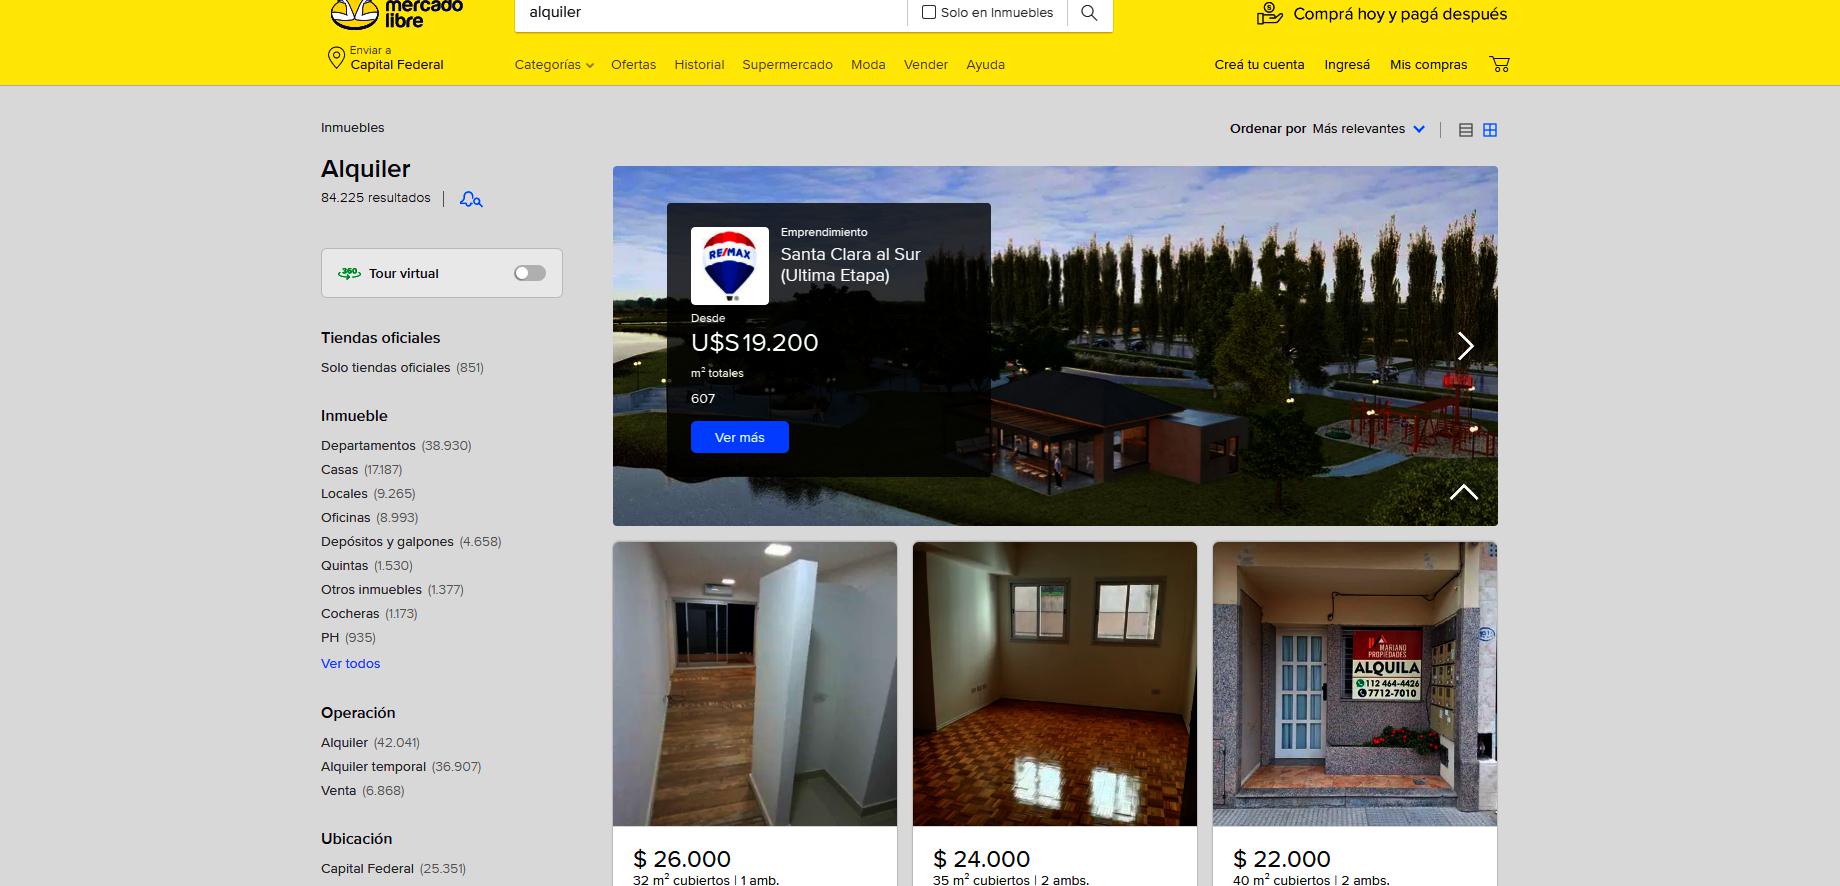 mercado
libre
alquiler
Solo en Inmuebles
Comprá hoy y pagá después
Enviar a
Capital Federal
Categorías
Ofertas
Historial
Supermercado
Moda
Vender
Ayuda
Creá tu cuenta
Ingresá
Mis compras
Inmuebles
Ordenar por Más relevantes
Alquiler
84.225 resultados
360 Tour virtual
Tiendas oficiales
Solo tiendas oficiales (851)
Inmueble
Departamentos (38.930)
Casas (17.187)
Locales (9.265)
Oficinas (8.993)
Depósitos y galpones (4.658)
Quintas (1.530)
Otros inmuebles (1.377)
Cocheras (1.173)
PH (935)
Ver todos
Operación
Alquiler (42.041)
Alquiler temporal (36.907)
Venta (6.868)
Ubicación
Capital Federal (25.351)
RE/MAX
Emprendimiento
Santa Clara al Sur
(Ultima Etapa)
Desde
U$S 19.200
m² totales
607
Ver más
MARIANO
PROPIEDADES
ALQUILA
112 464-4426
7712-7010
$ 26.000
32 m² cubiertos | 1 amb.
$ 24.000
35 m² cubiertos | 2 ambs.
$ 22.000
40 m² cubiertos | 2 ambs.